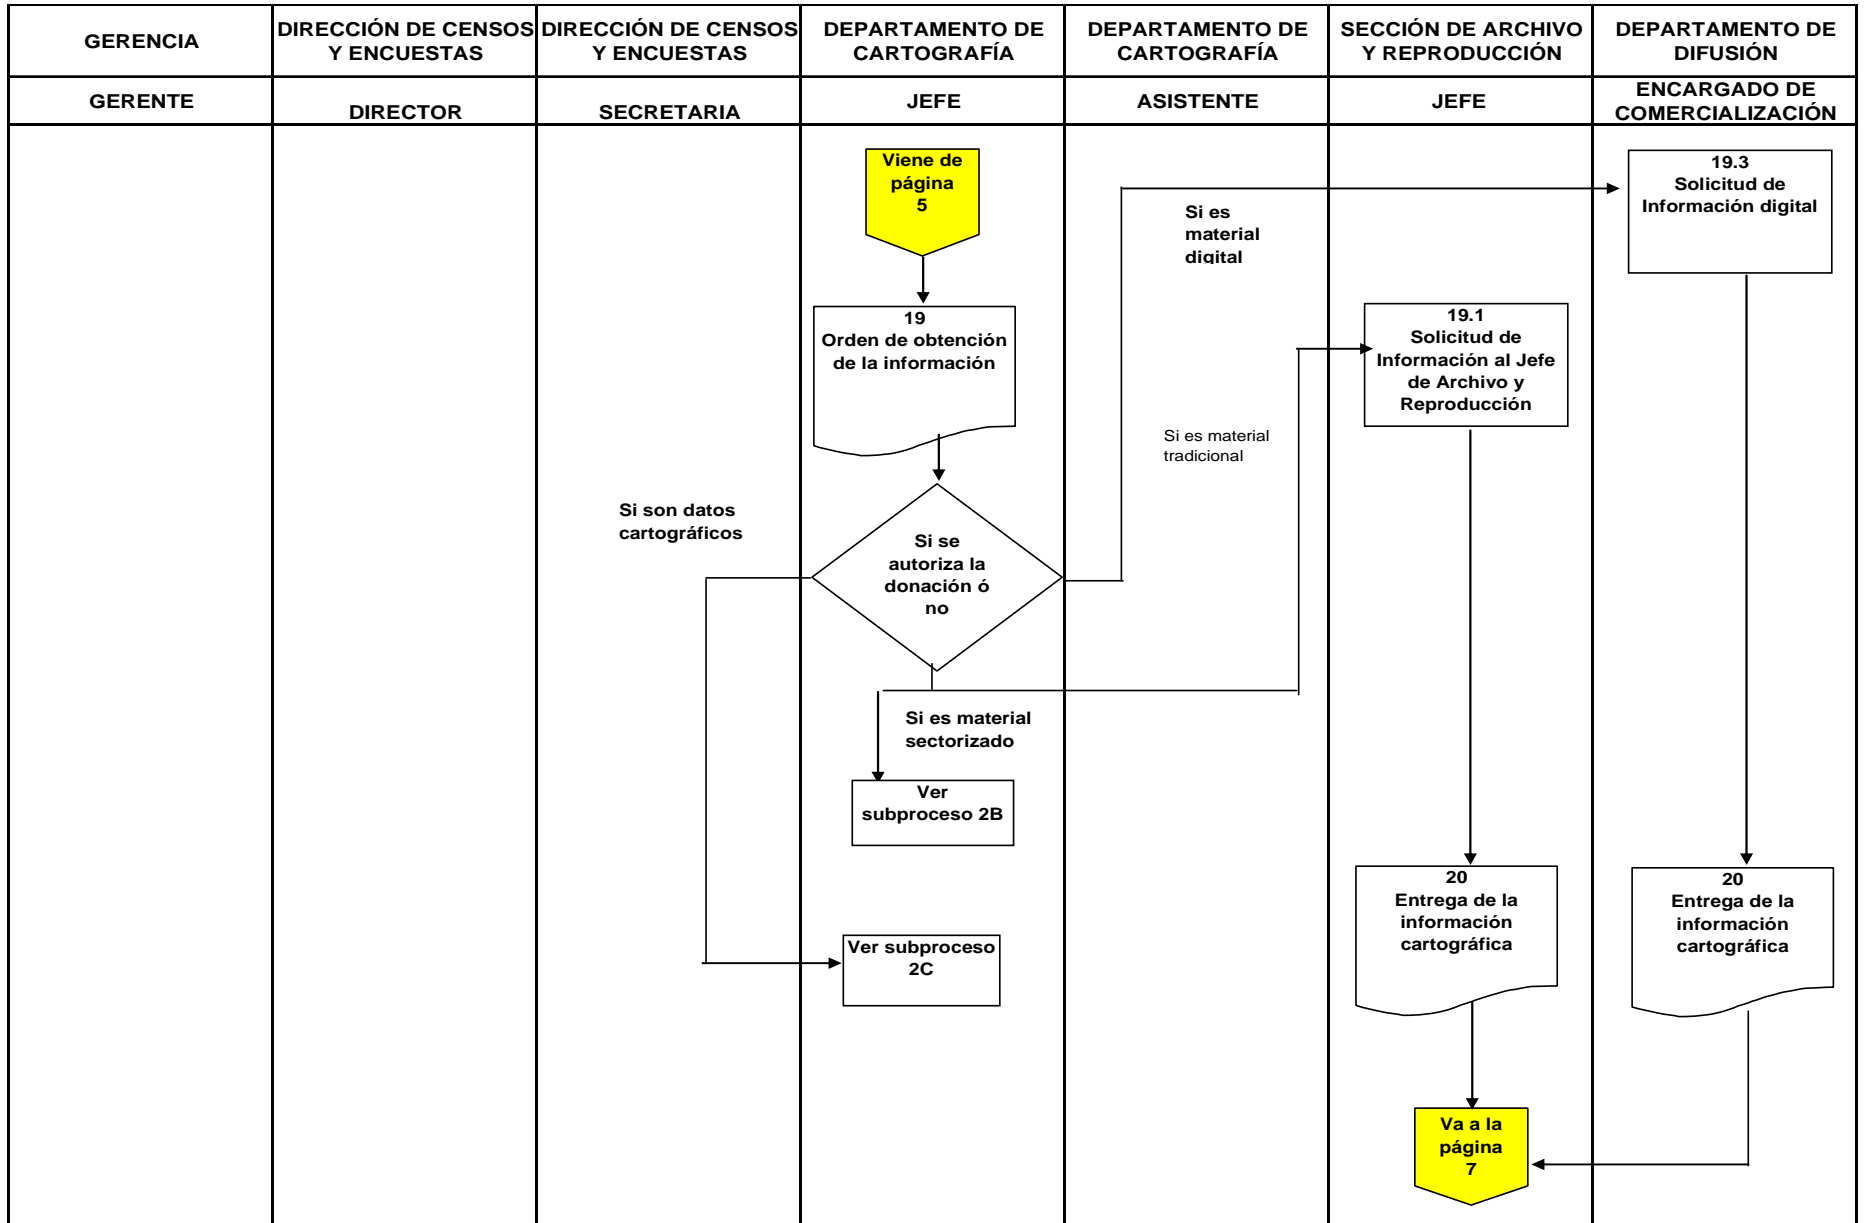 GERENCIA
DIRECCIÓN DE CENSOS
Y ENCUESTAS
DIRECCIÓN DE CENSOS
Y ENCUESTAS
DEPARTAMENTO DE
CARTOGRAFÍA
DEPARTAMENTO DE
CARTOGRAFÍA
SECCIÓN DE ARCHIVO
Y REPRODUCCIÓN
DEPARTAMENTO DE
DIFUSIÓN
GERENTE
DIRECTOR
SECRETARIA
JEFE
ASISTENTE
JEFE
ENCARGADO DE
COMERCIALIZACIÓN
Viene de
página
5
19
Orden de obtención
de la información
Si se
autoriza la
donación ó
no
Si son datos
cartográficos
Si es material
sectorizado
Ver
subproceso 2B
Ver subproceso
2C
Si es
material
digital
Si es material
tradicional
19.1
Solicitud de
Información al Jefe
de Archivo y
Reproducción
19.3
Solicitud de
Información digital
20
Entrega de la
información
cartográfica
20
Entrega de la
información
cartográfica
Va a la
página
7